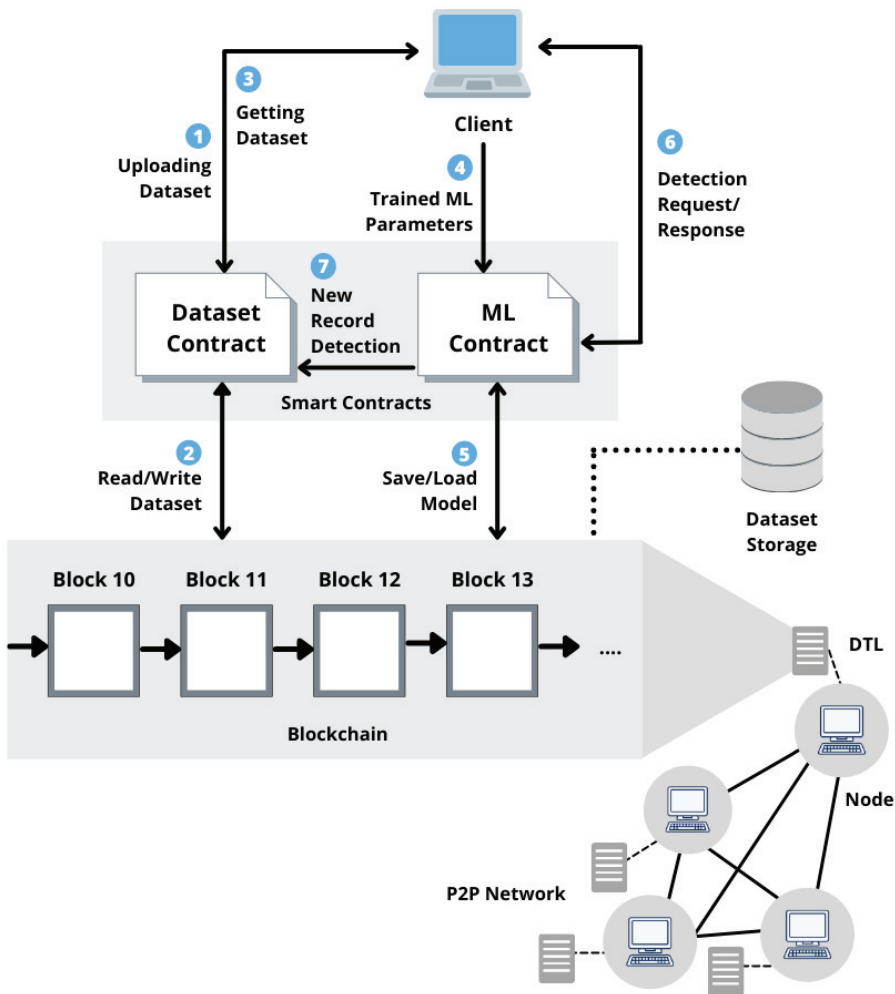 3
Getting
Dataset
1
Uploading
Dataset
Client
4
Trained ML
Parameters
6
Detection
Request/
Response
7
New
Record
Detection
Dataset
Contract
ML
Contract
Smart Contracts
2
Read/Write
Dataset
5
Save/Load
Model
Dataset
Storage
Block 10
Block 11
Block 12
Block 13
....
Blockchain
DTL
Node
P2P Network